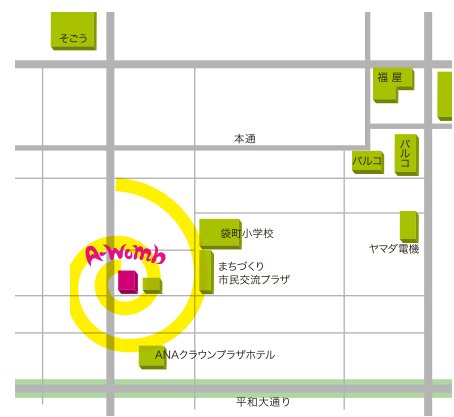 そごう
福屋
本通
パルコ
パルコ
A-Womb
袋町小学校
ヤマダ電機
まちづくり
市民交流プラザ
ANAクラウンプラザホテル
平和大通り